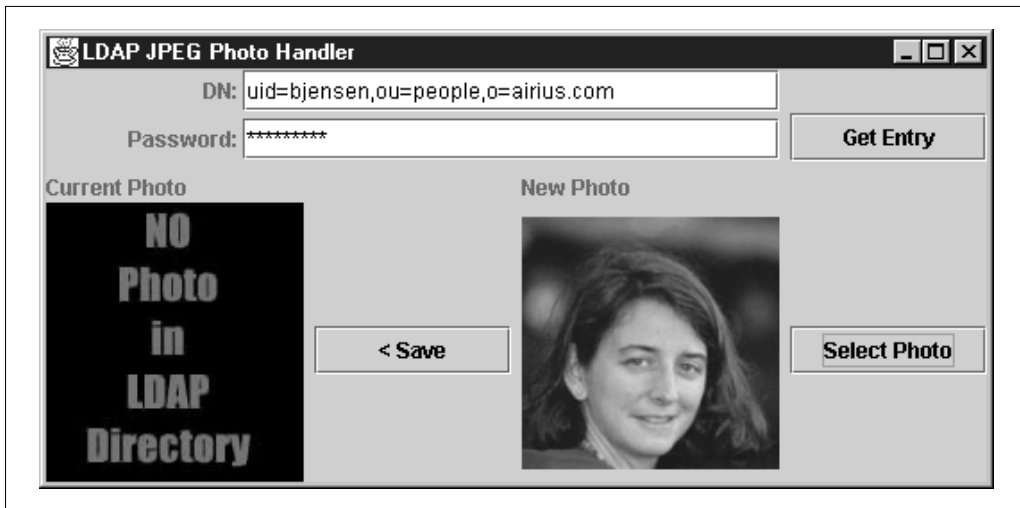 LDAP JPEG Photo Handler
DN: uid=bjensen,ou=people,o=airius.com
Password: *********
Get Entry
Current Photo
New Photo
NO
Photo
in
LDAP
Directory
< Save
Select Photo